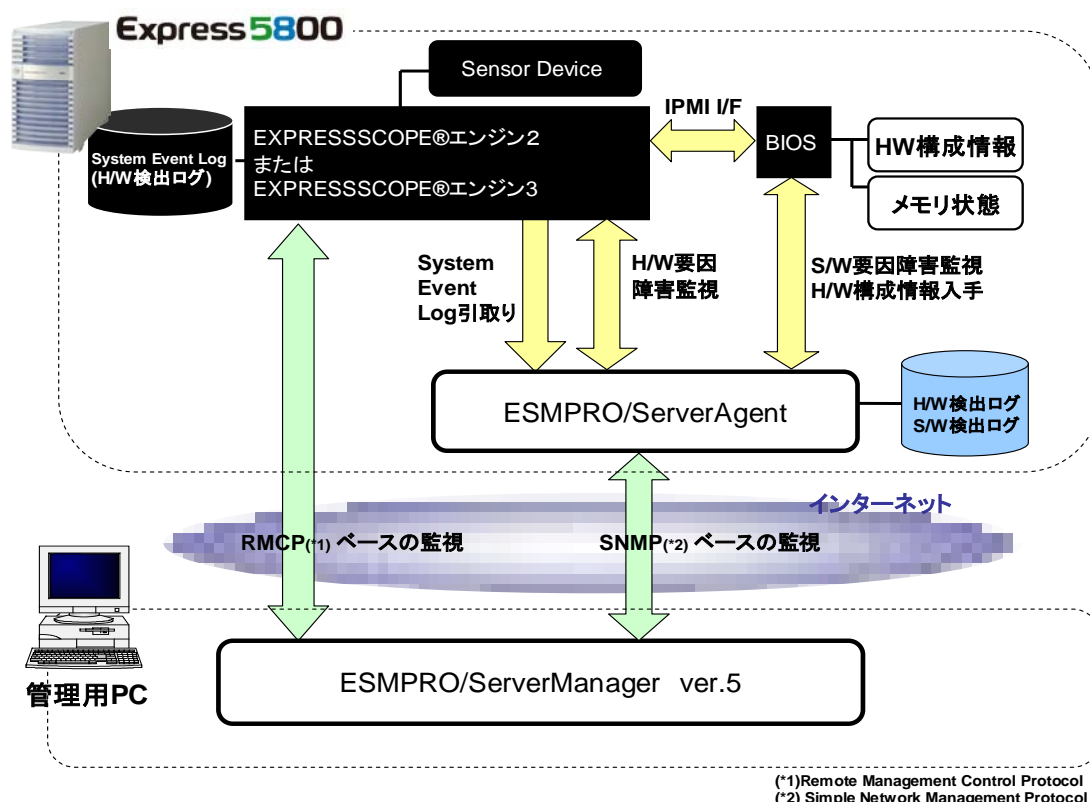 Express5800
Sensor Device
IPMI I/F
System Event Log
(H/W検出ログ)
EXPRESSSCOPE®エンジン2
または
EXPRESSSCOPE®エンジン3
BIOS
HW構成情報
メモリ状態
System
Event
Log引取り
H/W要因
障害監視
S/W要因障害監視
H/W構成情報入手
ESMPRO/ServerAgent
H/W検出ログ
S/W検出ログ
インターネット
RMCP(*1) ベースの監視
SNMP(*2) ベースの監視
管理用PC
ESMPRO/ServerManager ver.5
(*1)Remote Management Control Protocol
(*2) Simple Network Management Protocol